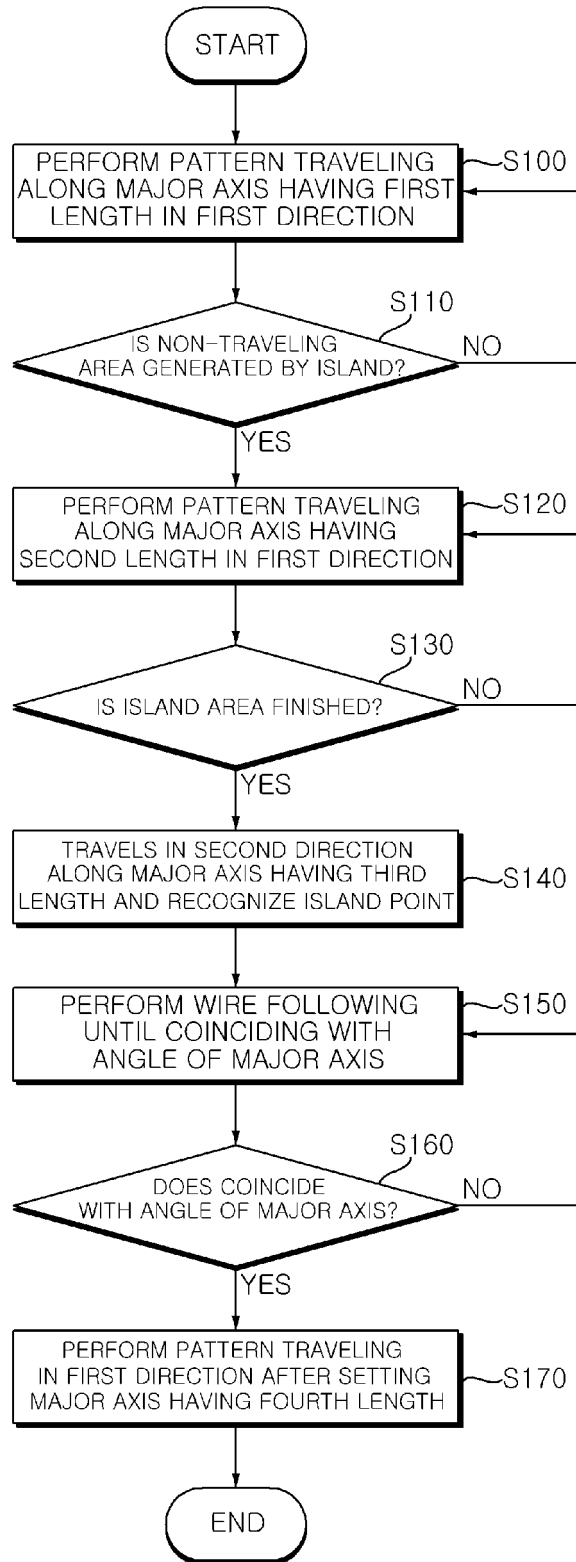 START
PERFORM PATTERN TRAVELING
ALONG MAJOR AXIS HAVING FIRST
LENGTH IN FIRST DIRECTION
S100
IS NON-TRAVELING
AREA GENERATED BY ISLAND?
S110
NO
YES
PERFORM PATTERN TRAVELING
ALONG MAJOR AXIS HAVING
SECOND LENGTH IN FIRST DIRECTION
S120
IS ISLAND AREA FINISHED?
S130
NO
YES
TRAVELS IN SECOND DIRECTION
ALONG MAJOR AXIS HAVING THIRD
LENGTH AND RECOGNIZE ISLAND POINT
S140
PERFORM WIRE FOLLOWING
UNTIL COINCIDING WITH
ANGLE OF MAJOR AXIS
S150
DOES COINCIDE
WITH ANGLE OF MAJOR AXIS?
S160
NO
YES
PERFORM PATTERN TRAVELING
IN FIRST DIRECTION AFTER SETTING
MAJOR AXIS HAVING FOURTH LENGTH
S170
END